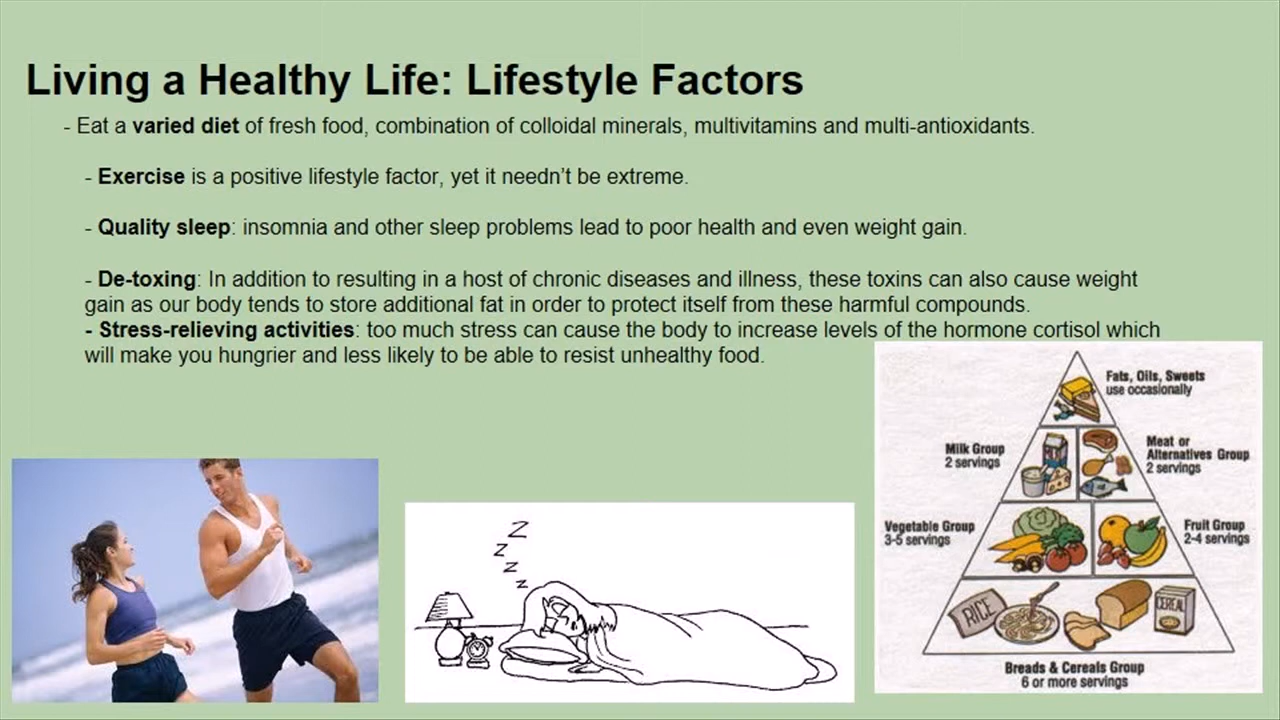 Living a Healthy Life: Lifestyle Factors
- Eat a varied diet of fresh food, combination of colloidal minerals, multivitamins and multi-antioxidants.
- Exercise is a positive lifestyle factor, yet it needn't be extreme.
- Quality sleep: insomnia and other sleep problems lead to poor health and even weight gain.
- De-toxing: In addition to resulting in a host of chronic diseases and illness, these toxins can also cause weight
gain as our body tends to store additional fat in order to protect itself from these harmful compounds.
- Stress-relieving activities: too much stress can cause the body to increase levels of the hormone cortisol which
will make you hungrier and less likely to be able to resist unhealthy food.
Z
Z
Z
Z
Fats, Oils, Sweets
use occasionally
Milk Group
2 servings
Meat or
Alternatives Group
2 servings
Vegetable Group
3-5 servings
Fruit Group
2-4 servings
RICE
CEREAL
Breads & Cereals Group
6 or more servings